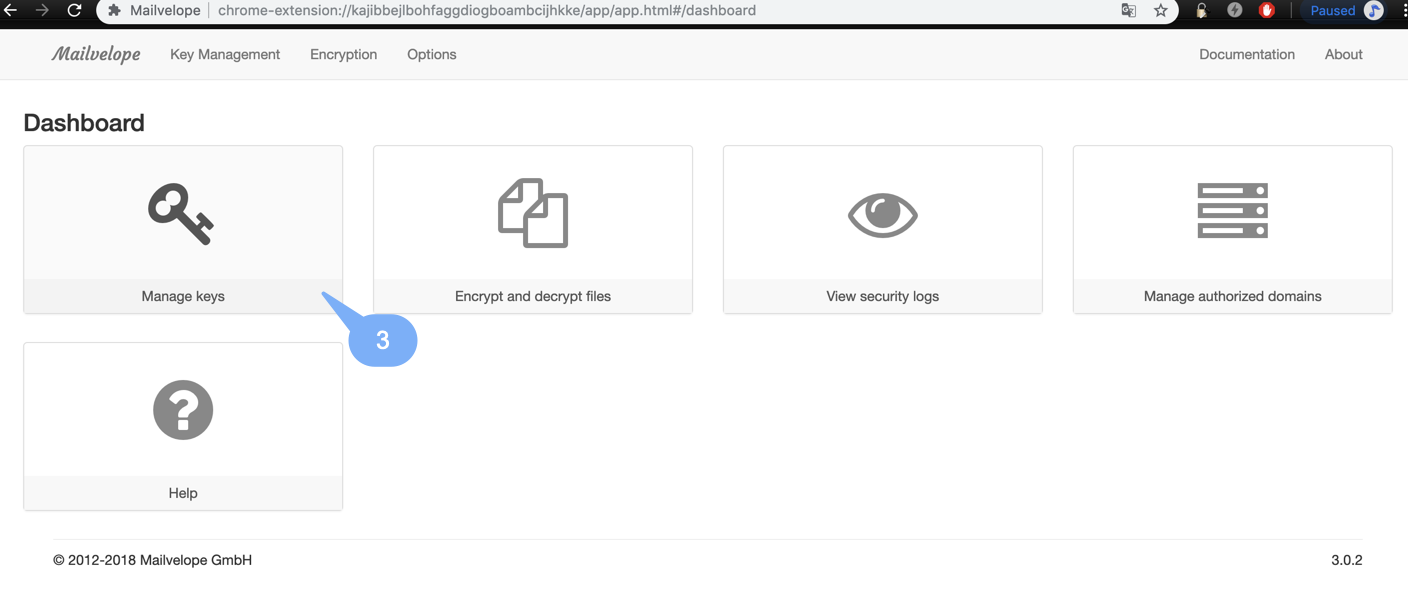 Mailvelope chrome-extension://kajibbejlbohfaggdiogboambcijhkke/app/app.html#/dashboard Paused
Mailvelope Key Management Encryption Options Documentation About
Dashboard
Manage keys Encrypt and decrypt files View security logs Manage authorized domains
3
Help
© 2012-2018 Mailvelope GmbH 3.0.2